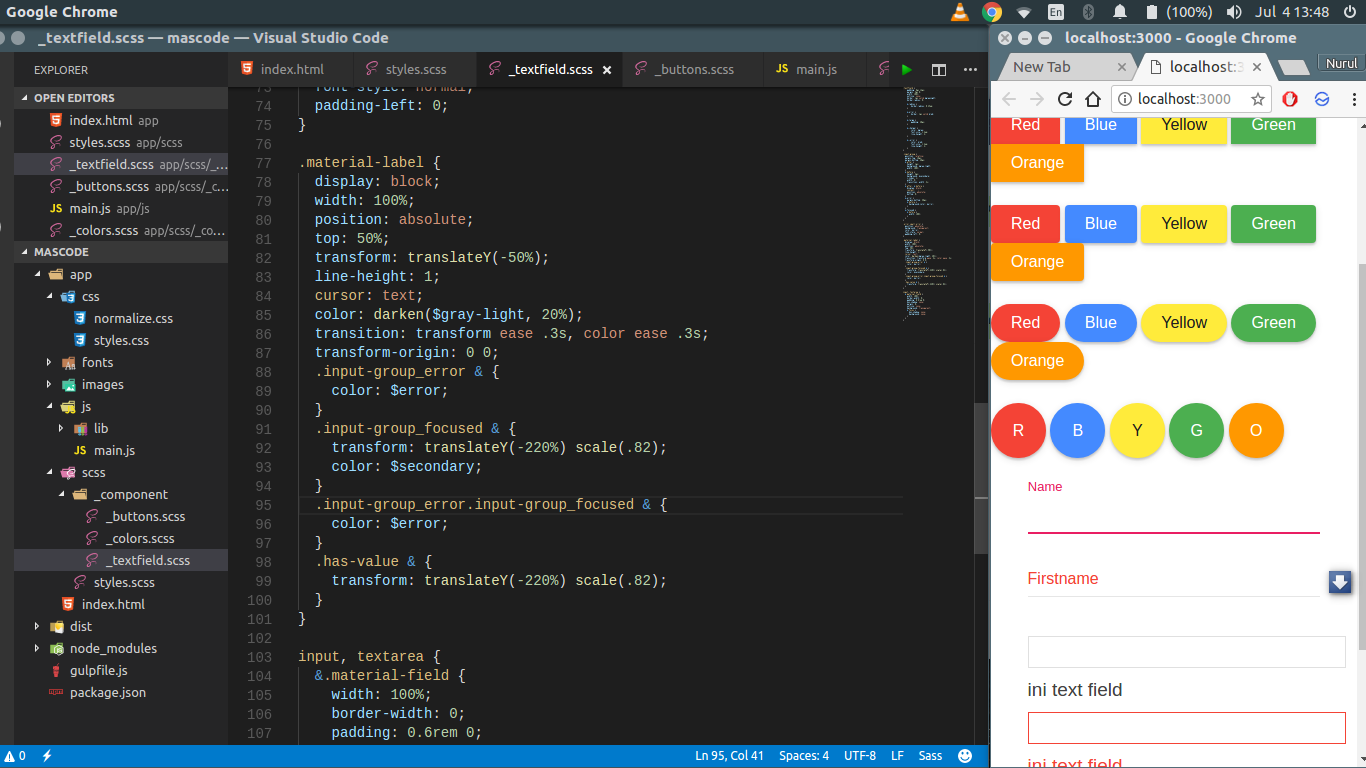 Google Chrome
En
(100%)
Jul 4 13:48
_textfield.scss — mascode — Visual Studio Code
EXPLORER
OPEN EDITORS
index.html app
styles.scss app/scss
_textfield.scss app/scss/_...
_buttons.scss app/scss/_c...
JS main.js app/js
_colors.scss app/scss/_co...
MASCODE
app
css
normalize.css
styles.css
fonts
images
js
lib
JS main.js
scss
_component
_buttons.scss
_colors.scss
_textfield.scss
styles.scss
index.html
dist
node_modules
gulpfile.js
package.json
index.html
styles.scss
_textfield.scss ×
_buttons.scss
JS main.js
73 font-style: normal;
74 padding-left: 0;
75 }
76
77 .material-label {
78 display: block;
79 width: 100%;
80 position: absolute;
81 top: 50%;
82 transform: translateY(-50%);
83 line-height: 1;
84 cursor: text;
85 color: darken($gray-light, 20%);
86 transition: transform ease .3s, color ease .3s;
87 transform-origin: 0 0;
88 .input-group_error & {
89 color: $error;
90 }
91 .input-group_focused & {
92 transform: translateY(-220%) scale(.82);
93 color: $secondary;
94 }
95 .input-group_error.input-group_focused & {
96 color: $error;
97 }
98 .has-value & {
99 transform: translateY(-220%) scale(.82);
100 }
101 }
102
103 input, textarea {
104 &.material-field {
105 width: 100%;
106 border-width: 0;
107 padding: 0.6rem 0;
0
Ln 95, Col 41
Spaces: 4
UTF-8
LF
Sass
localhost:3000 - Google Chrome
New Tab
localhost:3
Nurul
localhost:3000
Red Blue Yellow Green
Orange
Red Blue Yellow Green
Orange
Red Blue Yellow Green
Orange
R B Y G O
Name
Firstname
ini text field
ini text field